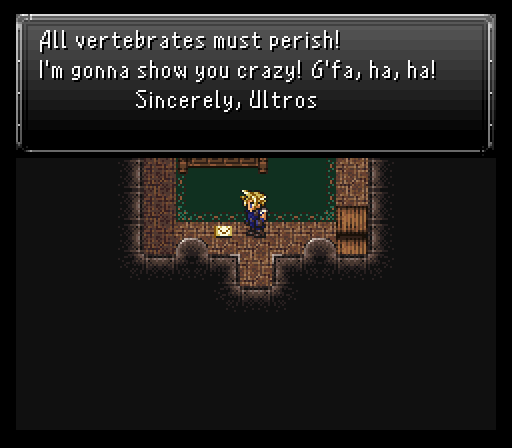 All vertebrates must perish!
I'm gonna show you crazy! G'fa, ha, ha!
Sincerely, Ultros